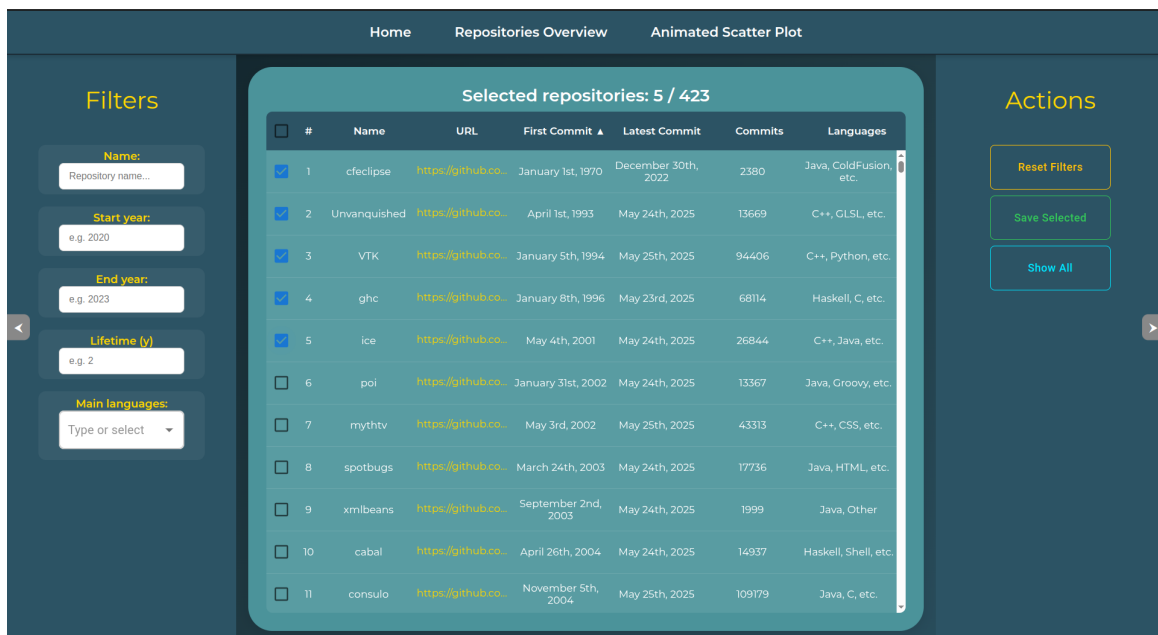 Home Repositories Overview Animated Scatter Plot
Filters
Name:
Repository name...
Start year:
e.g. 2020
End year:
e.g. 2023
Lifetime (y)
e.g. 2
Main languages:
Type or select
Selected repositories: 5 / 423
# Name URL First Commit ▲ Latest Commit Commits Languages
1 cfeclipse https://github.co... January 1st, 1970 December 30th, 2022 2380 Java, ColdFusion, etc.
2 Unvanquished https://github.co... April 1st, 1993 May 24th, 2025 13669 C++, GLSL, etc.
3 VTK https://github.co... January 5th, 1994 May 25th, 2025 94406 C++, Python, etc.
4 ghc https://github.co... January 8th, 1996 May 23rd, 2025 68114 Haskell, C, etc.
5 ice https://github.co... May 4th, 2001 May 24th, 2025 26844 C++, Java, etc.
6 poi https://github.co... January 31st, 2002 May 24th, 2025 13367 Java, Groovy, etc.
7 mythtv https://github.co... May 3rd, 2002 May 25th, 2025 43313 C++, CSS, etc.
8 spotbugs https://github.co... March 24th, 2003 May 24th, 2025 17736 Java, HTML, etc.
9 xmlbeans https://github.co... September 2nd, 2003 May 24th, 2025 1999 Java, Other
10 cabal https://github.co... April 26th, 2004 May 24th, 2025 14937 Haskell, Shell, etc.
11 consulo https://github.co... November 5th, 2004 May 25th, 2025 109179 Java, C, etc.
Actions
Reset Filters
Save Selected
Show All